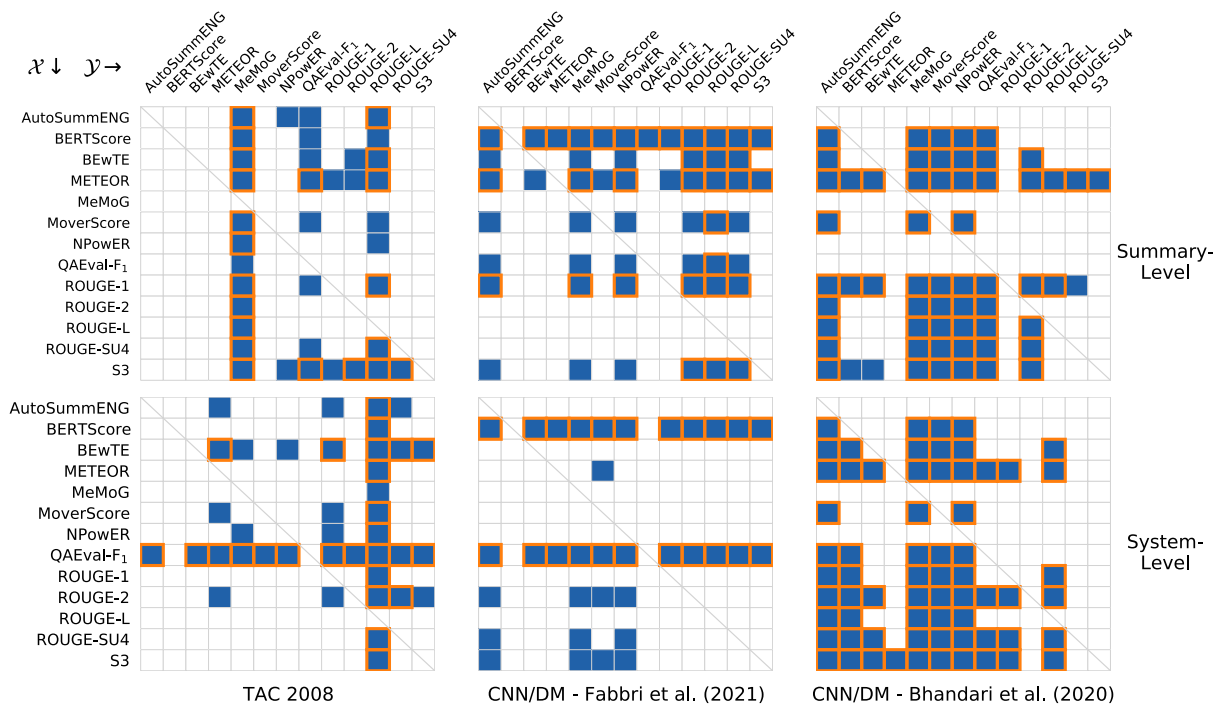 AutoSummENG
BERTScore
BEwTE
METEOR
MeMoG
MoverScore
NPowER
QAEval-F₁
ROUGE-1
ROUGE-2
ROUGE-L
ROUGE-SU4
S3
AutoSummENG
BERTScore
BEwTE
METEOR
MeMoG
MoverScore
NPowER
QAEval-F₁
ROUGE-1
ROUGE-2
ROUGE-L
ROUGE-SU4
S3
AutoSummENG
BERTScore
BEwTE
METEOR
MeMoG
MoverScore
NPowER
QAEval-F₁
ROUGE-1
ROUGE-2
ROUGE-L
ROUGE-SU4
S3
𝒳 ↓ 𝒴 →
AutoSummENG
BERTScore
BEwTE
METEOR
MeMoG
MoverScore
NPowER
QAEval-F₁
ROUGE-1
ROUGE-2
ROUGE-L
ROUGE-SU4
S3
Summary-
Level
AutoSummENG
BERTScore
BEwTE
METEOR
MeMoG
MoverScore
NPowER
QAEval-F₁
ROUGE-1
ROUGE-2
ROUGE-L
ROUGE-SU4
S3
System-
Level
TAC 2008
CNN/DM - Fabbri et al. (2021)
CNN/DM - Bhandari et al. (2020)